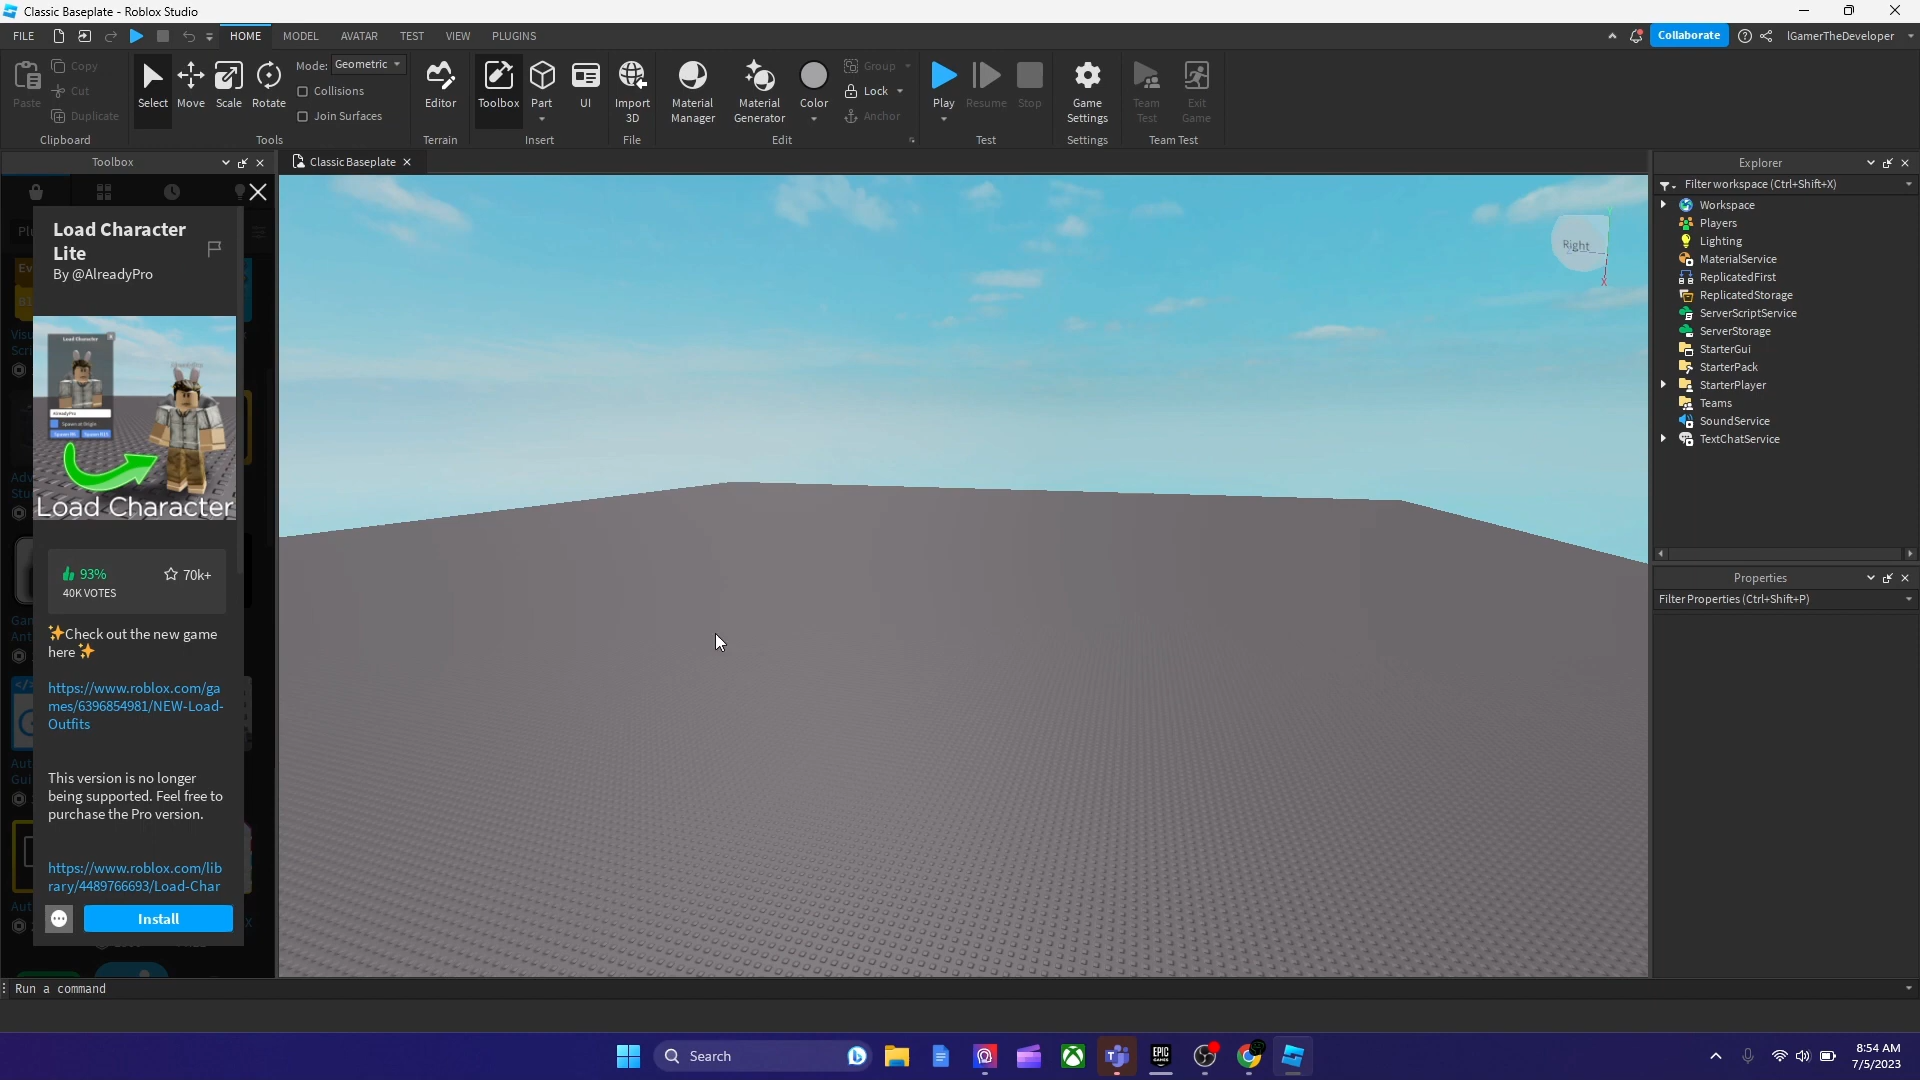 Classic Baseplate - Roblox Studio
FILE
HOME
MODEL
AVATAR
TEST
VIEW
PLUGINS
Collaborate
lGamerTheDeveloper
Paste
Copy
Cut
Duplicate
Clipboard
Select
Move
Scale
Rotate
Mode: Geometric
Collisions
Join Surfaces
Tools
Editor
Terrain
Toolbox
Part
UI
Insert
Import
3D
File
Material
Manager
Material
Generator
Color
Group
Lock
Anchor
Edit
Play
Resume
Stop
Test
Game
Settings
Settings
Team
Test
Exit
Game
Team Test
Toolbox
Classic Baseplate
Load Character
Lite
By @AlreadyPro
Load Character
93%
40K VOTES
70k+
✨Check out the new game
here ✨
https://www.roblox.com/ga
mes/6396854981/NEW-Load-
Outfits
This version is no longer
being supported. Feel free to
purchase the Pro version.
https://www.roblox.com/lib
rary/4489766693/Load-Char
Install
Right
X
Explorer
Filter workspace (Ctrl+Shift+X)
Workspace
Players
Lighting
MaterialService
ReplicatedFirst
ReplicatedStorage
ServerScriptService
ServerStorage
StarterGui
StarterPack
StarterPlayer
Teams
SoundService
TextChatService
Properties
Filter Properties (Ctrl+Shift+P)
Run a command
Search
EPIC
GAMES
8:54 AM
7/5/2023